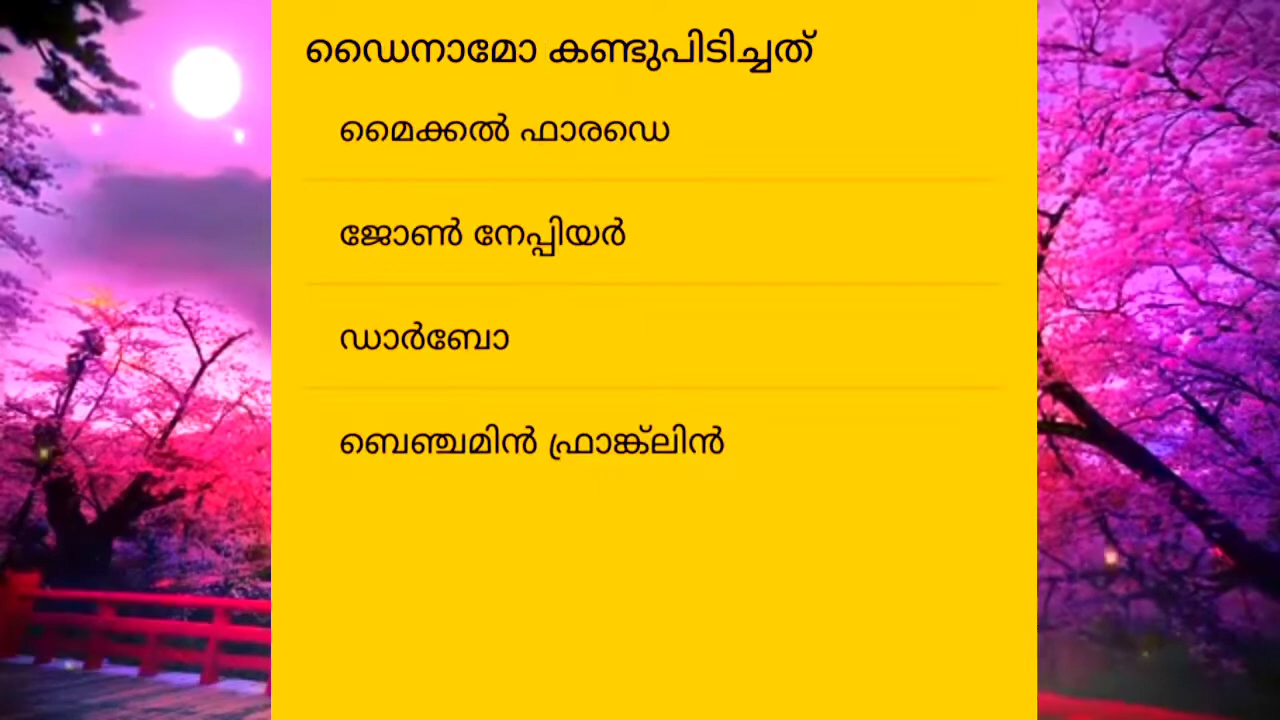 ഡൈനാമോ കണ്ടുപിടിച്ചത്
മൈക്കൽ ഫാരഡെ
ജോൺ നേപ്പിയർ
ഡാർബോ
ബെഞ്ചമിൻ ഫ്രാങ്ക്ലിൻ